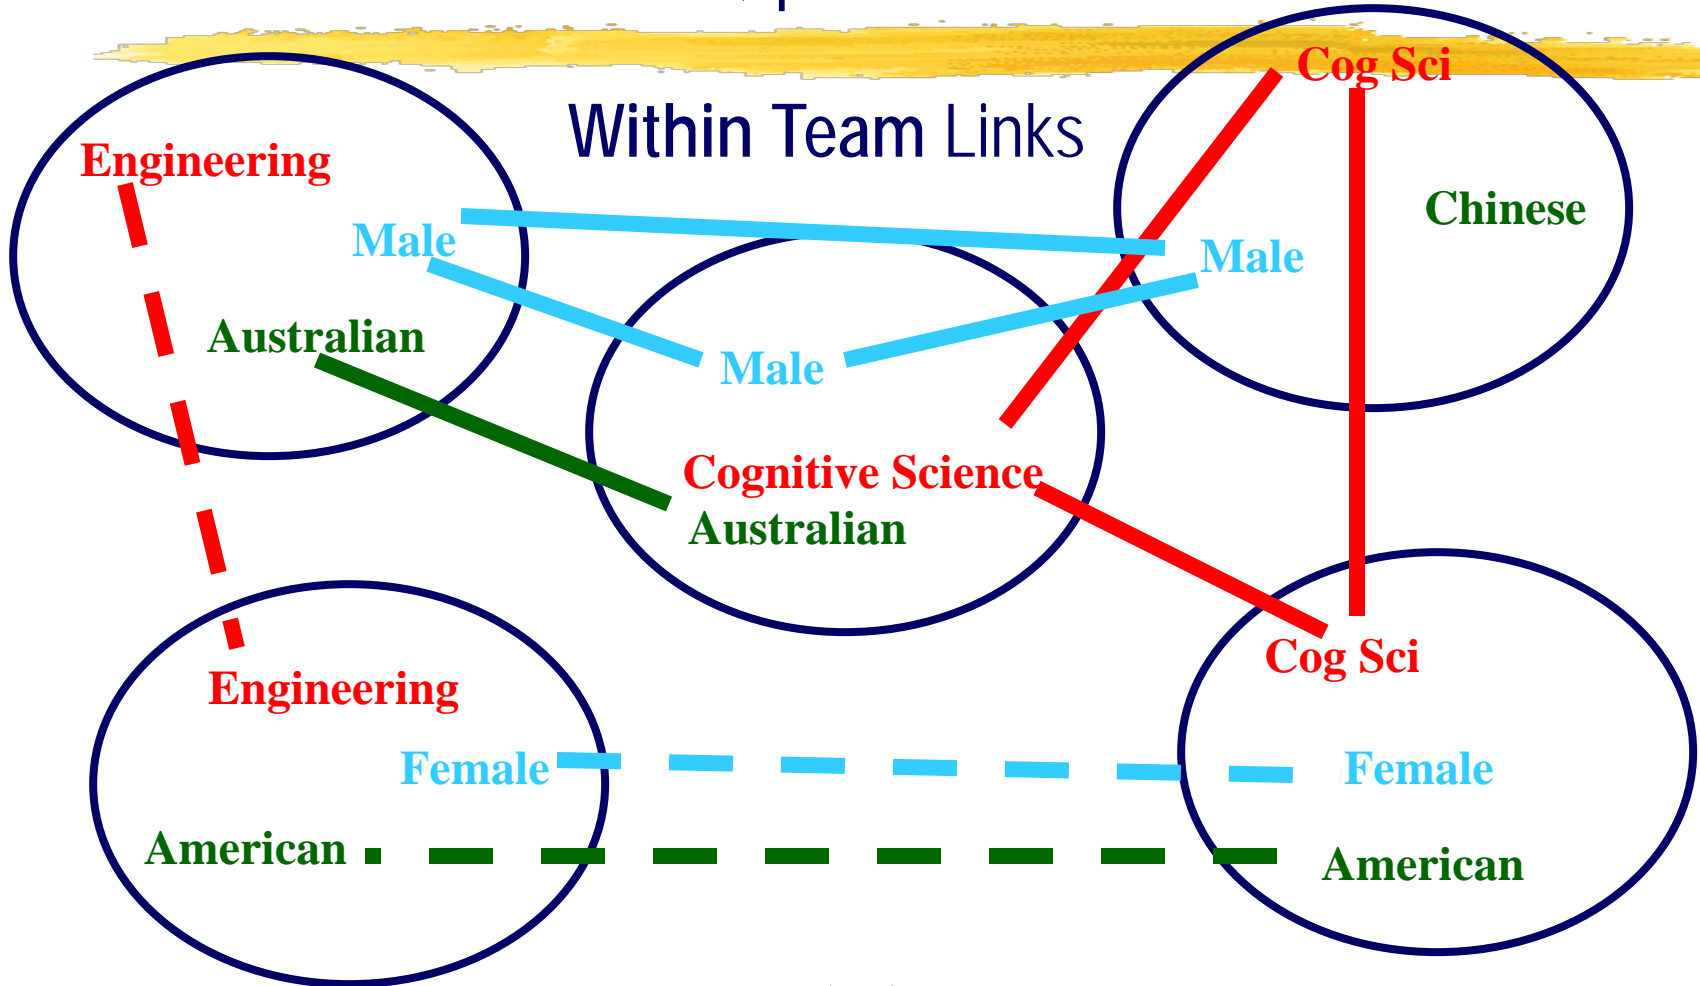 Within Team Links
Engineering
Male
Australian
Cog Sci
Chinese
Male
Male
Cognitive Science
Australian
Engineering
Female
American
Cog Sci
Female
American